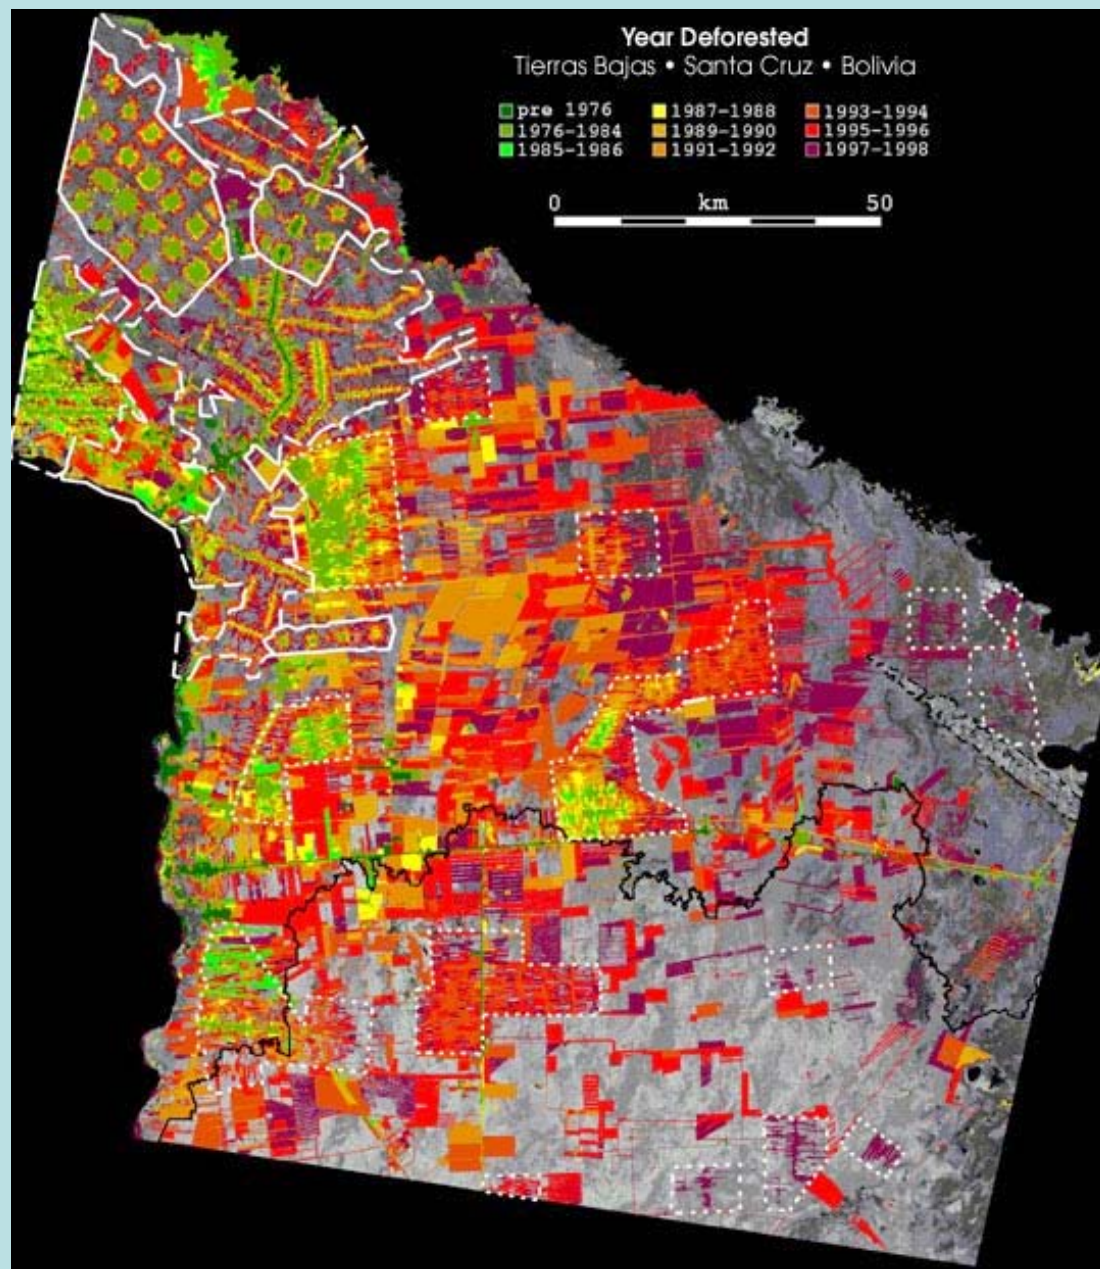 Year Deforested
Tierras Bajas • Santa Cruz • Bolivia
pre 1976 1987–1988 1993–1994
1976–1984 1989–1990 1995–1996
1985–1986 1991–1992 1997–1998
0 km 50